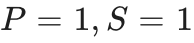 P = 1, S = 1